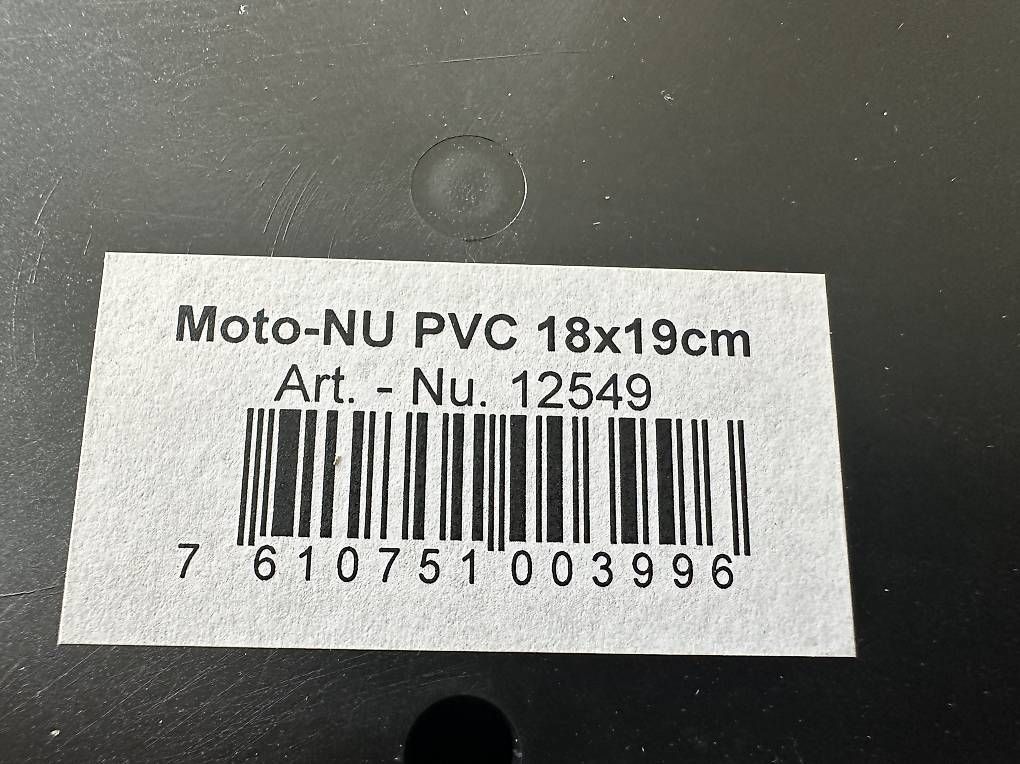 Moto-NU PVC 18x19cm
Art. - Nu. 12549
7 610751 003996